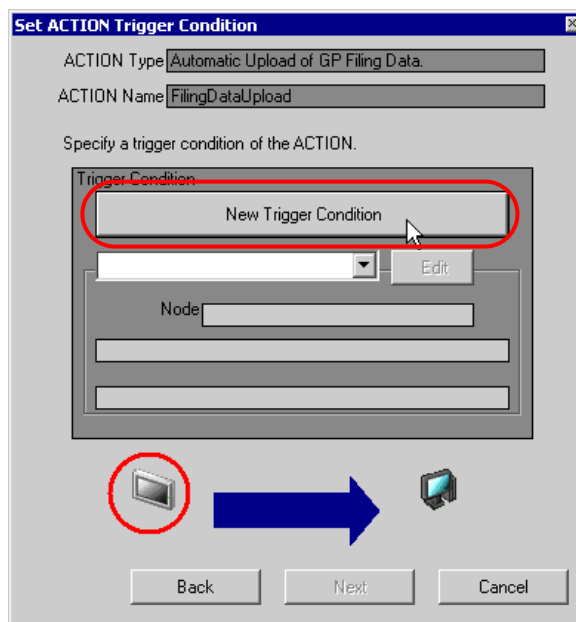 Set ACTION Trigger Condition
ACTION Type Automatic Upload of GP Filing Data.
ACTION Name FilingDataUpload
Specify a trigger condition of the ACTION.
Trigger Condition
New Trigger Condition
Edit
Node
Back Next Cancel